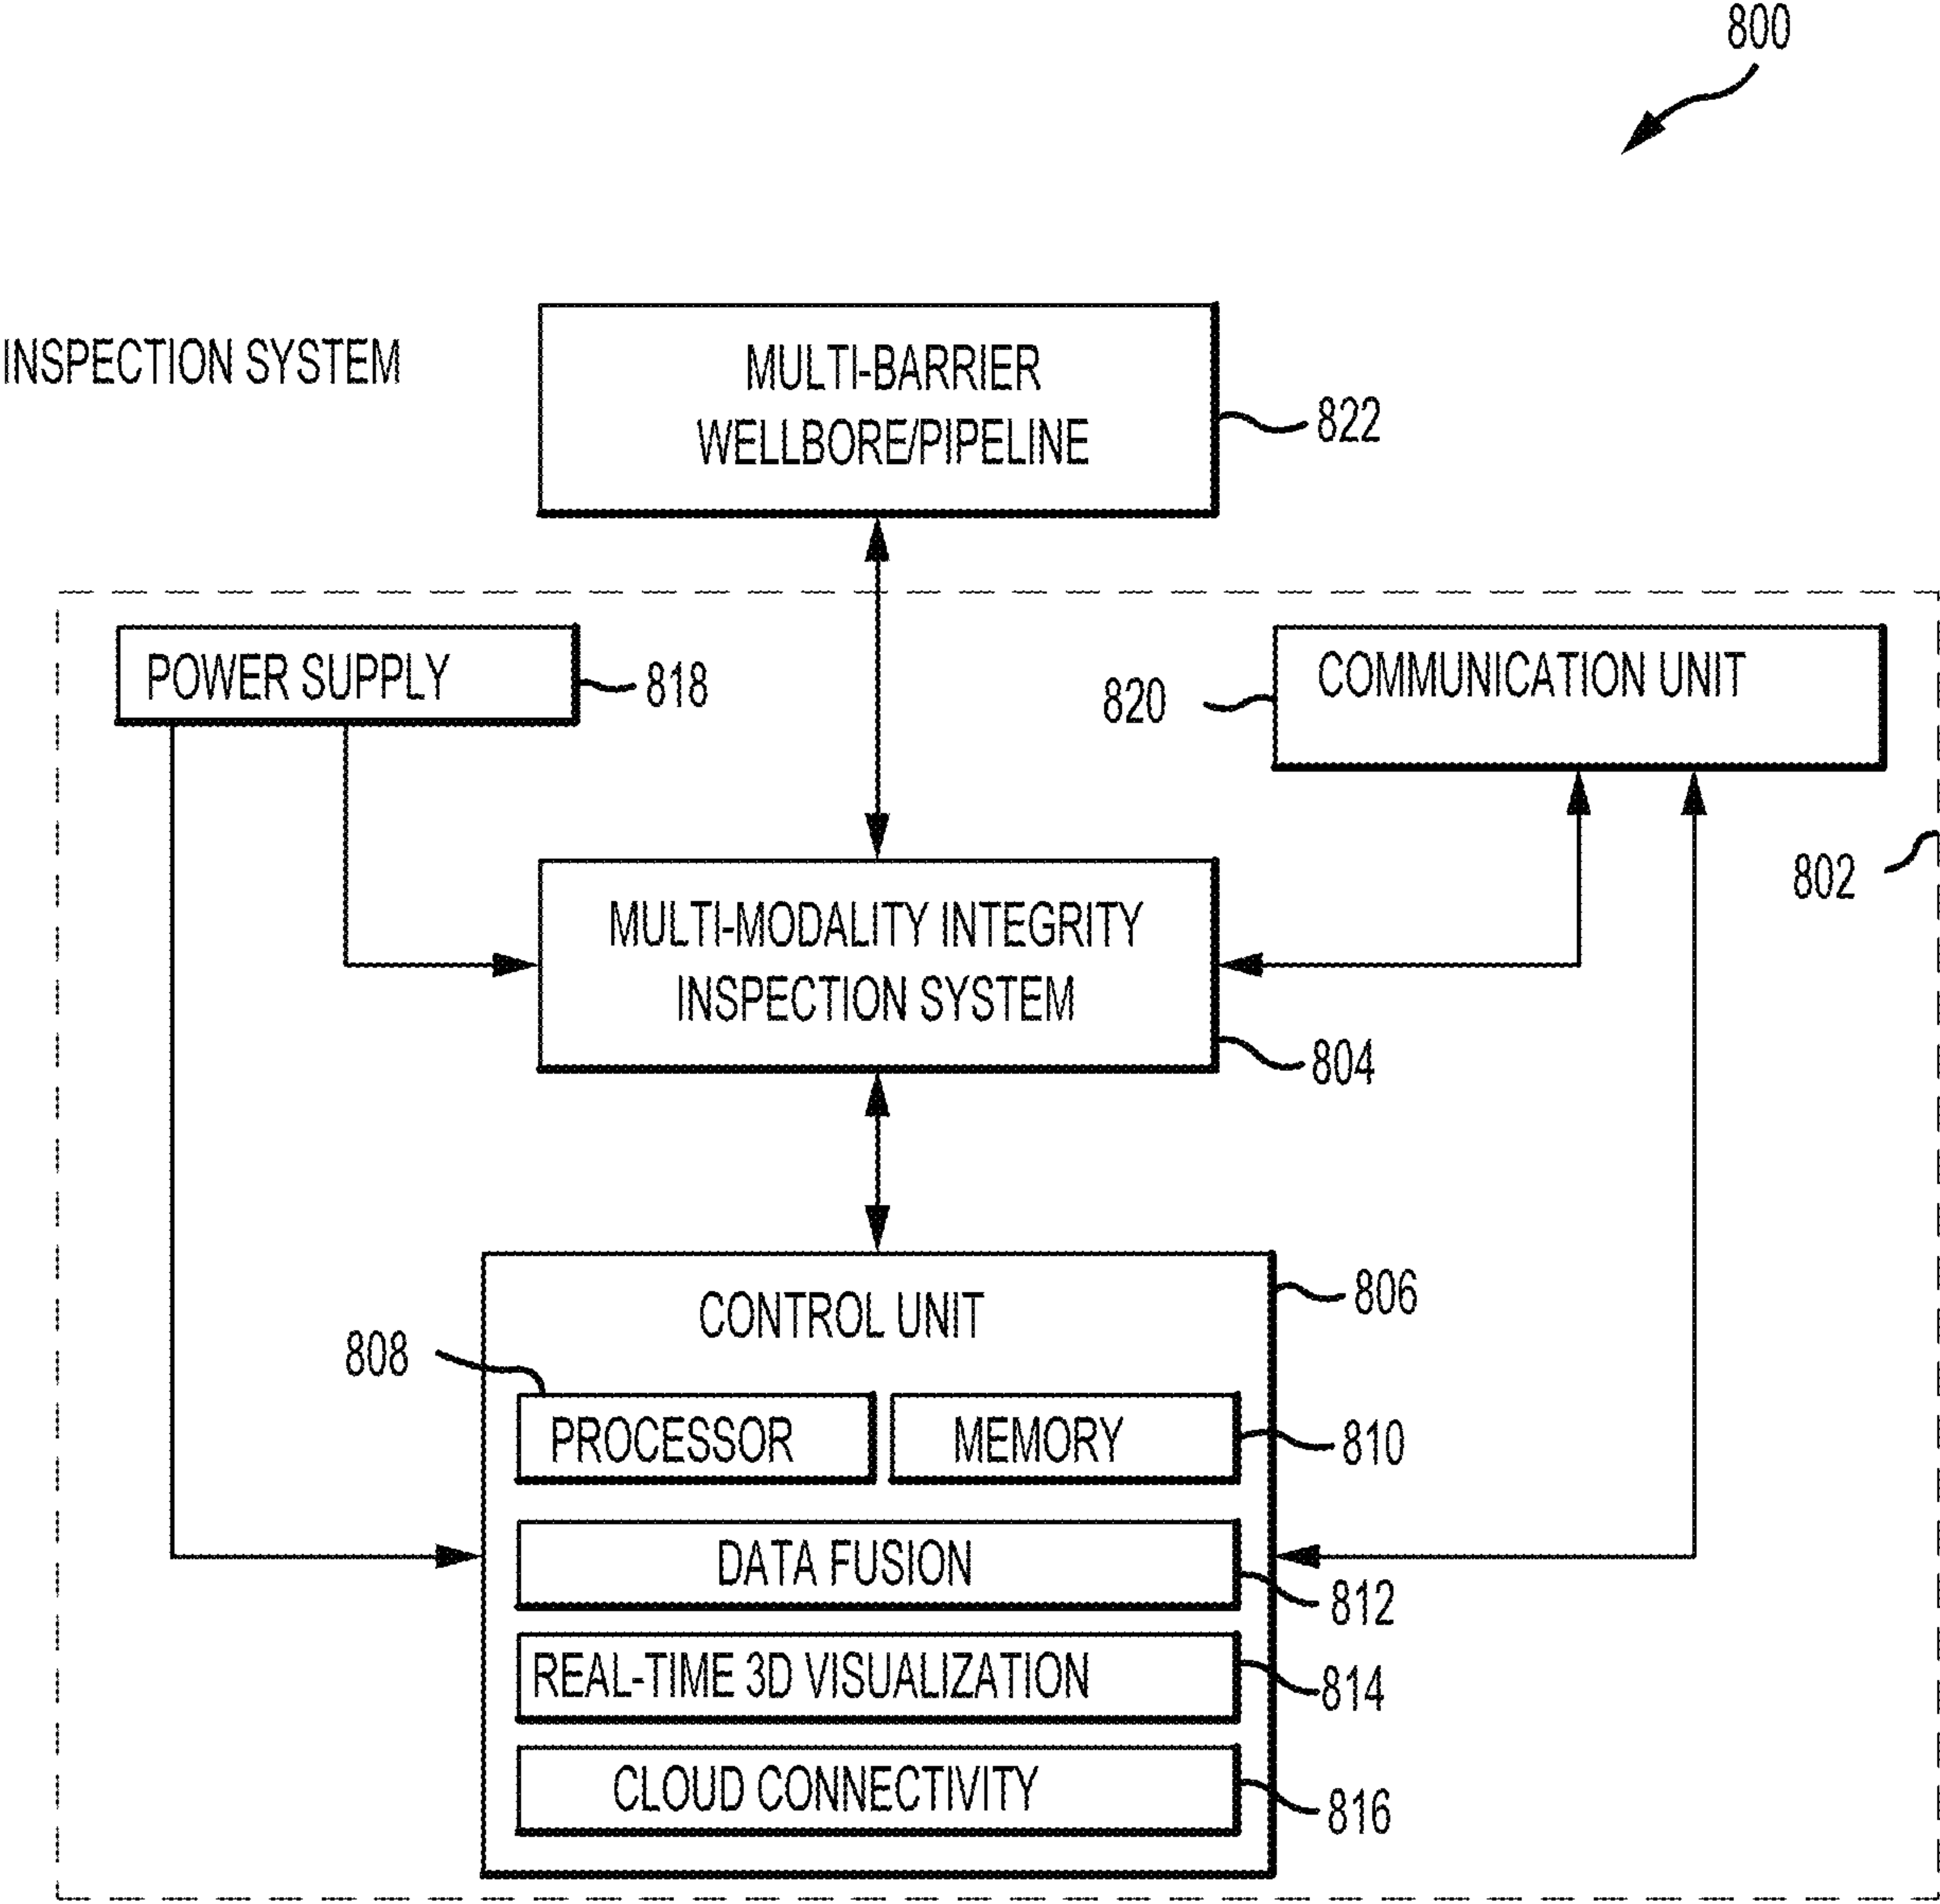 800
INSPECTION SYSTEM
MULTI-BARRIER
WELLBORE/PIPELINE
822
POWER SUPPLY
818
820
COMMUNICATION UNIT
802
MULTI-MODALITY INTEGRITY
INSPECTION SYSTEM
804
CONTROL UNIT
806
808
PROCESSOR
MEMORY
810
DATA FUSION
812
REAL-TIME 3D VISUALIZATION
814
CLOUD CONNECTIVITY
816